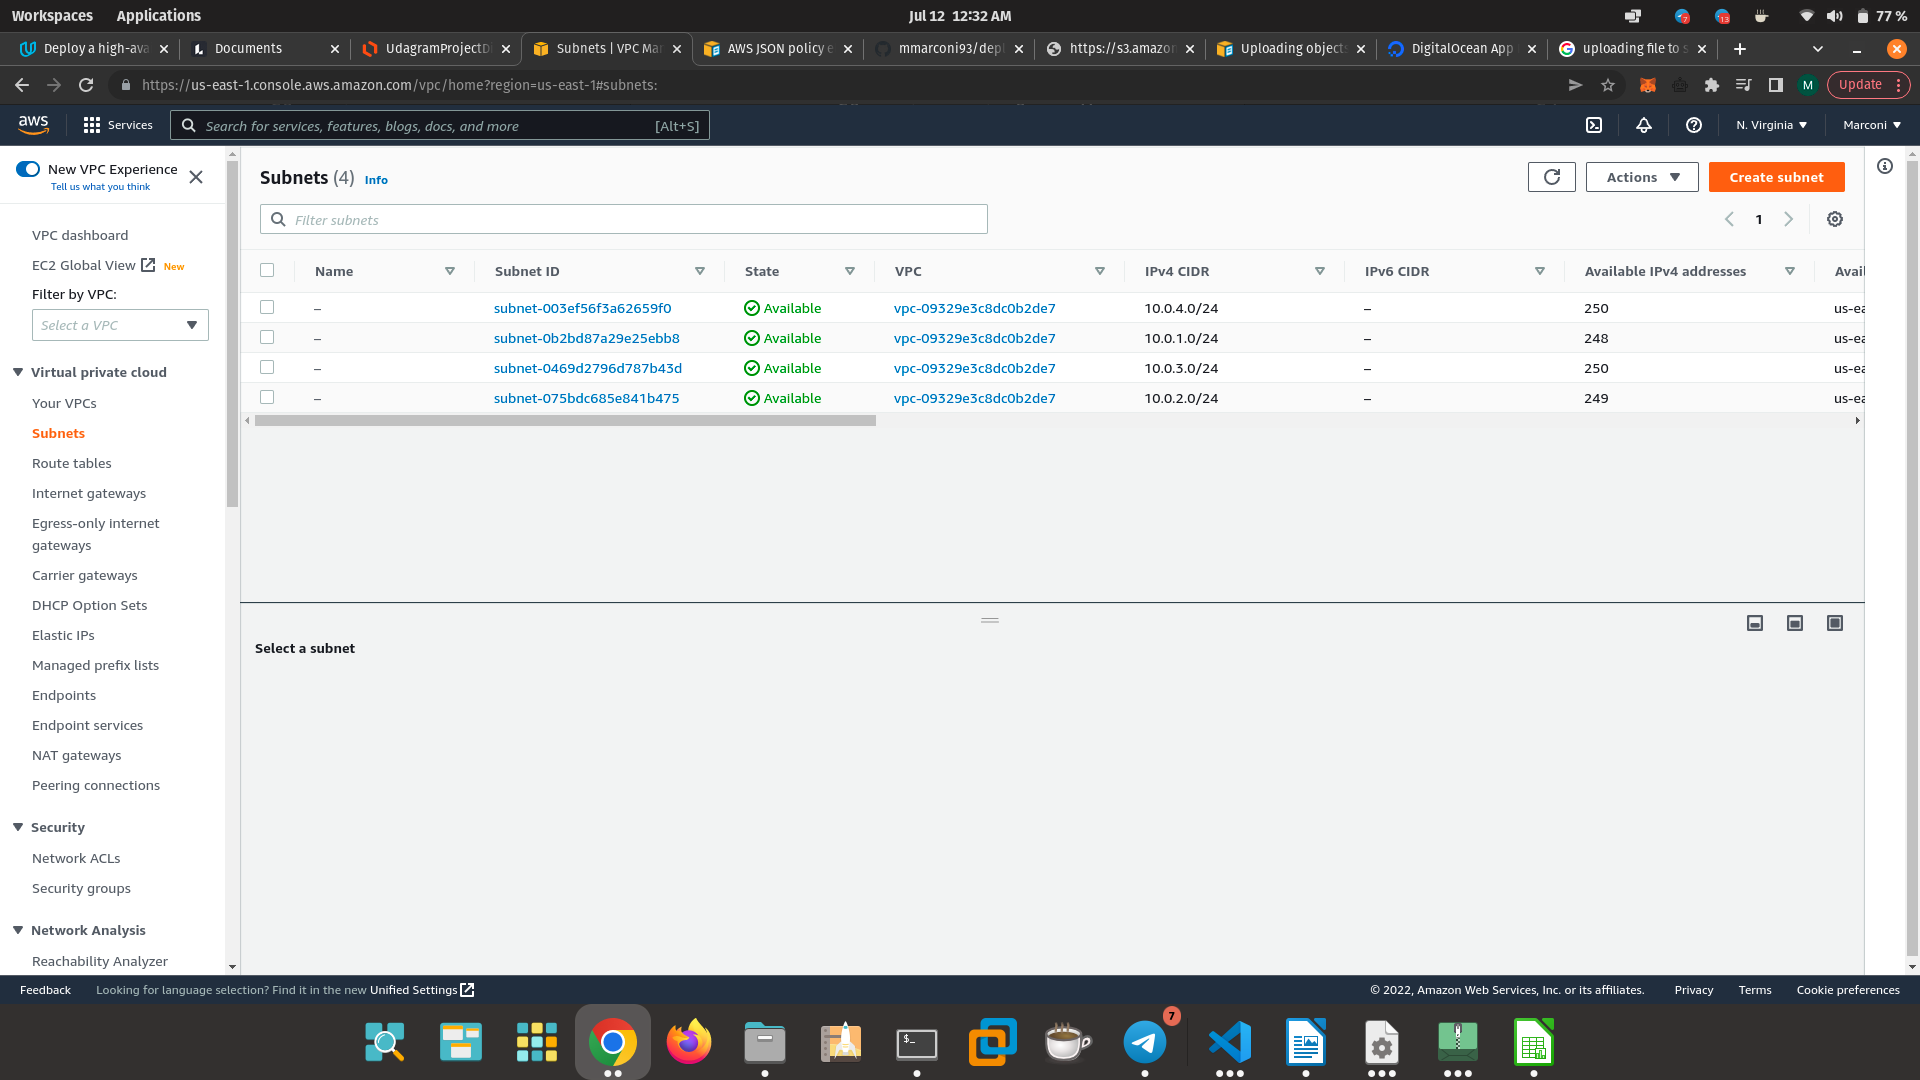 Workspaces Applications Jul 12 12:32 AM 7 13 77 %
Deploy a high-ava Documents UdagramProjectDi Subnets | VPC Man AWS JSON policy e mmarconi93/depl https://s3.amazon Uploading objects DigitalOcean App uploading file to s
https://us-east-1.console.aws.amazon.com/vpc/home?region=us-east-1#subnets: M Update
aws Services Search for services, features, blogs, docs, and more [Alt+S] N. Virginia Marconi
New VPC Experience
Tell us what you think
VPC dashboard
EC2 Global View New
Filter by VPC:
Select a VPC
Virtual private cloud
Your VPCs
Subnets
Route tables
Internet gateways
Egress-only internet
gateways
Carrier gateways
DHCP Option Sets
Elastic IPs
Managed prefix lists
Endpoints
Endpoint services
NAT gateways
Peering connections
Security
Network ACLs
Security groups
Network Analysis
Reachability Analyzer
Subnets (4) Info
Actions Create subnet
Filter subnets
1
Name Subnet ID State VPC IPv4 CIDR IPv6 CIDR Available IPv4 addresses Avail
– subnet-003ef56f3a62659f0 Available vpc-09329e3c8dc0b2de7 10.0.4.0/24 – 250 us-ea
– subnet-0b2bd87a29e25ebb8 Available vpc-09329e3c8dc0b2de7 10.0.1.0/24 – 248 us-ea
– subnet-0469d2796d787b43d Available vpc-09329e3c8dc0b2de7 10.0.3.0/24 – 250 us-ea
– subnet-075bdc685e841b475 Available vpc-09329e3c8dc0b2de7 10.0.2.0/24 – 249 us-ea
Select a subnet
Feedback Looking for language selection? Find it in the new Unified Settings © 2022, Amazon Web Services, Inc. or its affiliates. Privacy Terms Cookie preferences
$_ 7